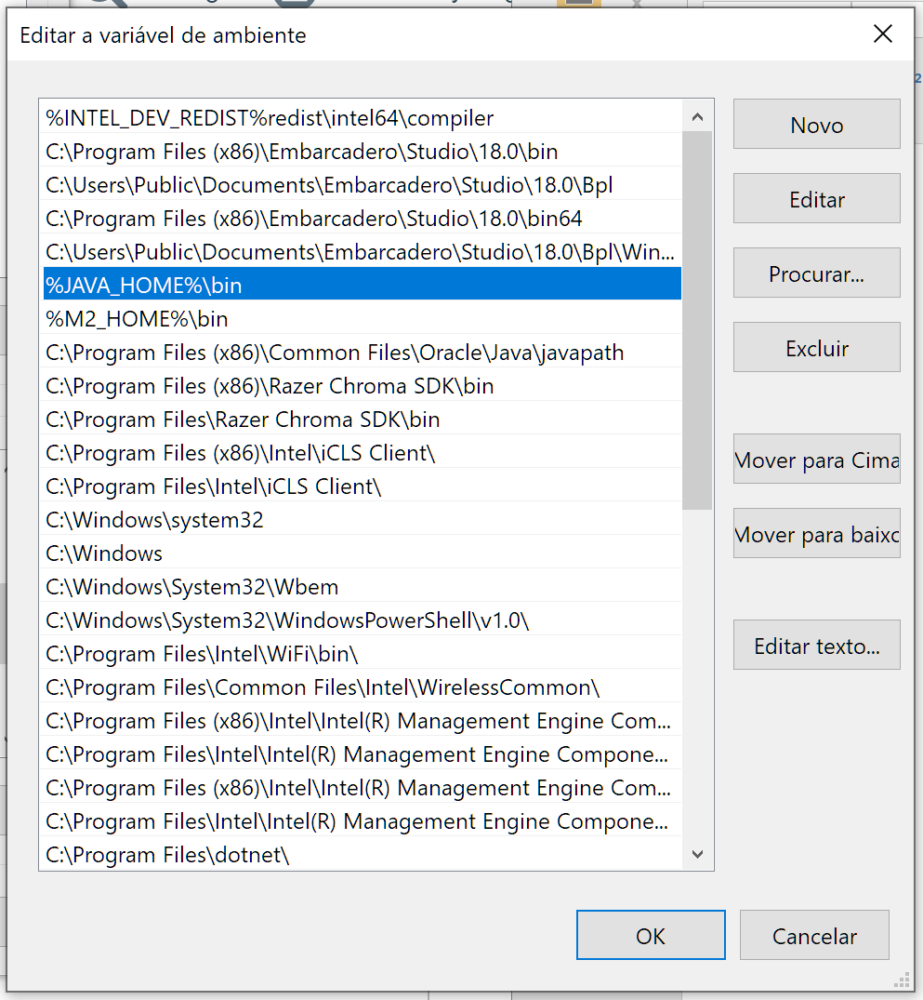 Editar a variável de ambiente
%INTEL_DEV_REDIST%redist\intel64\compiler
C:\Program Files (x86)\Embarcadero\Studio\18.0\bin
C:\Users\Public\Documents\Embarcadero\Studio\18.0\Bpl
C:\Program Files (x86)\Embarcadero\Studio\18.0\bin64
C:\Users\Public\Documents\Embarcadero\Studio\18.0\Bpl\Win...
%JAVA_HOME%\bin
%M2_HOME%\bin
C:\Program Files (x86)\Common Files\Oracle\Java\javapath
C:\Program Files (x86)\Razer Chroma SDK\bin
C:\Program Files\Razer Chroma SDK\bin
C:\Program Files (x86)\Intel\iCLS Client\
C:\Program Files\Intel\iCLS Client\
C:\Windows\system32
C:\Windows
C:\Windows\System32\Wbem
C:\Windows\System32\WindowsPowerShell\v1.0\
C:\Program Files\Intel\WiFi\bin\
C:\Program Files\Common Files\Intel\WirelessCommon\
C:\Program Files (x86)\Intel\Intel(R) Management Engine Com...
C:\Program Files\Intel\Intel(R) Management Engine Compone...
C:\Program Files (x86)\Intel\Intel(R) Management Engine Com...
C:\Program Files\Intel\Intel(R) Management Engine Compone...
C:\Program Files\dotnet\
Novo
Editar
Procurar...
Excluir
Mover para Cima
Mover para baixo
Editar texto...
OK
Cancelar
2